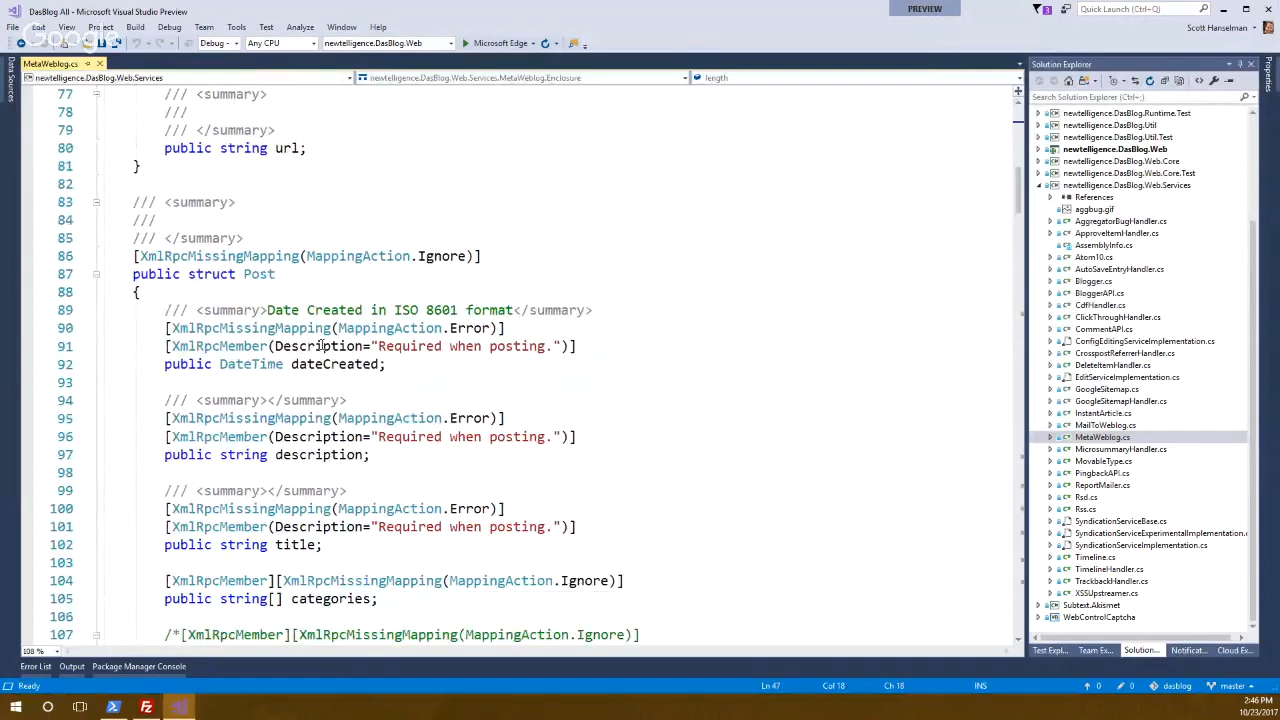 DasBlog All - Microsoft Visual Studio Preview
PREVIEW
3
Quick Launch (Ctrl+;)
File Edit View Project Build Debug Team Tools Test Analyze Window Help
Scott Hanselman
Google
Debug
Any CPU
newtelligence.DasBlog.Web
Microsoft Edge
Data Sources
MetaWeblog.cs
newtelligence.DasBlog.Web.Services
newtelligence.DasBlog.Web.Services.MetaWeblog.Enclosure
length
77 /// <summary>
78 ///
79 /// </summary>
80 public string url;
81 }
82
83 /// <summary>
84 ///
85 /// </summary>
86 [XmlRpcMissingMapping(MappingAction.Ignore)]
87 public struct Post
88 {
89 /// <summary>Date Created in ISO 8601 format</summary>
90 [XmlRpcMissingMapping(MappingAction.Error)]
91 [XmlRpcMember(Description="Required when posting.")]
92 public DateTime dateCreated;
93
94 /// <summary></summary>
95 [XmlRpcMissingMapping(MappingAction.Error)]
96 [XmlRpcMember(Description="Required when posting.")]
97 public string description;
98
99 /// <summary></summary>
100 [XmlRpcMissingMapping(MappingAction.Error)]
101 [XmlRpcMember(Description="Required when posting.")]
102 public string title;
103
104 [XmlRpcMember][XmlRpcMissingMapping(MappingAction.Ignore)]
105 public string[] categories;
106
107 /*[XmlRpcMember][XmlRpcMissingMapping(MappingAction.Ignore)]
108 %
Solution Explorer
Search Solution Explorer (Ctrl+;)
newtelligence.DasBlog.Runtime.Test
newtelligence.DasBlog.Util
newtelligence.DasBlog.Util.Test
newtelligence.DasBlog.Web
newtelligence.DasBlog.Web.Core
newtelligence.DasBlog.Web.Core.Test
newtelligence.DasBlog.Web.Services
References
aggbug.gif
AggregatorBugHandler.cs
ApproveItemHandler.cs
AssemblyInfo.cs
Atom10.cs
AutoSaveEntryHandler.cs
Blogger.cs
BloggerAPI.cs
CdfHandler.cs
ClickThroughHandler.cs
CommentAPI.cs
ConfigEditingServiceImplementation.cs
CrosspostReferrerHandler.cs
DeleteItemHandler.cs
EditServiceImplementation.cs
GoogleSitemap.cs
GoogleSitemapHandler.cs
InstantArticle.cs
MailToWeblog.cs
MetaWeblog.cs
MicrosummaryHandler.cs
MovableType.cs
PingbackAPI.cs
ReportMailer.cs
Rsd.cs
Rss.cs
SyndicationServiceBase.cs
SyndicationServiceExperimentalImplementation.c
SyndicationServiceImplementation.cs
Timeline.cs
TimelineHandler.cs
TrackbackHandler.cs
XSSUpstreamer.cs
Subtext.Akismet
WebControlCaptcha
Test Expl... Team Ex... Solution... Notificat... Cloud Ex...
Properties
Error List Output Package Manager Console
Ready Ln 47 Col 18 Ch 18 INS 0 0 dasblog master
2:46 PM
10/23/2017